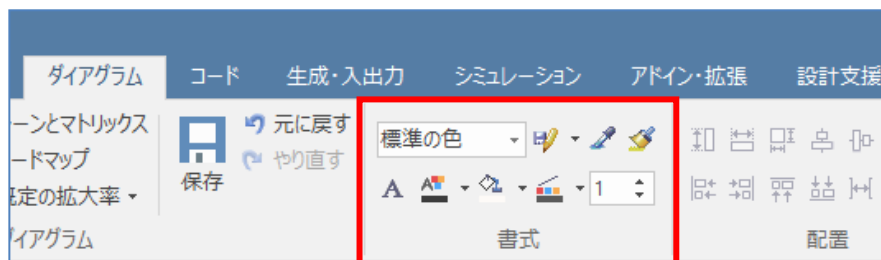 ダイアグラム コード 生成・入出力 シミュレーション アドイン・拡張 設計支援
ーンとマトリックス
ードマップ
既定の拡大率
ダイアグラム
保存
元に戻す
やり直す
標準の色
A A 1
書式
配置